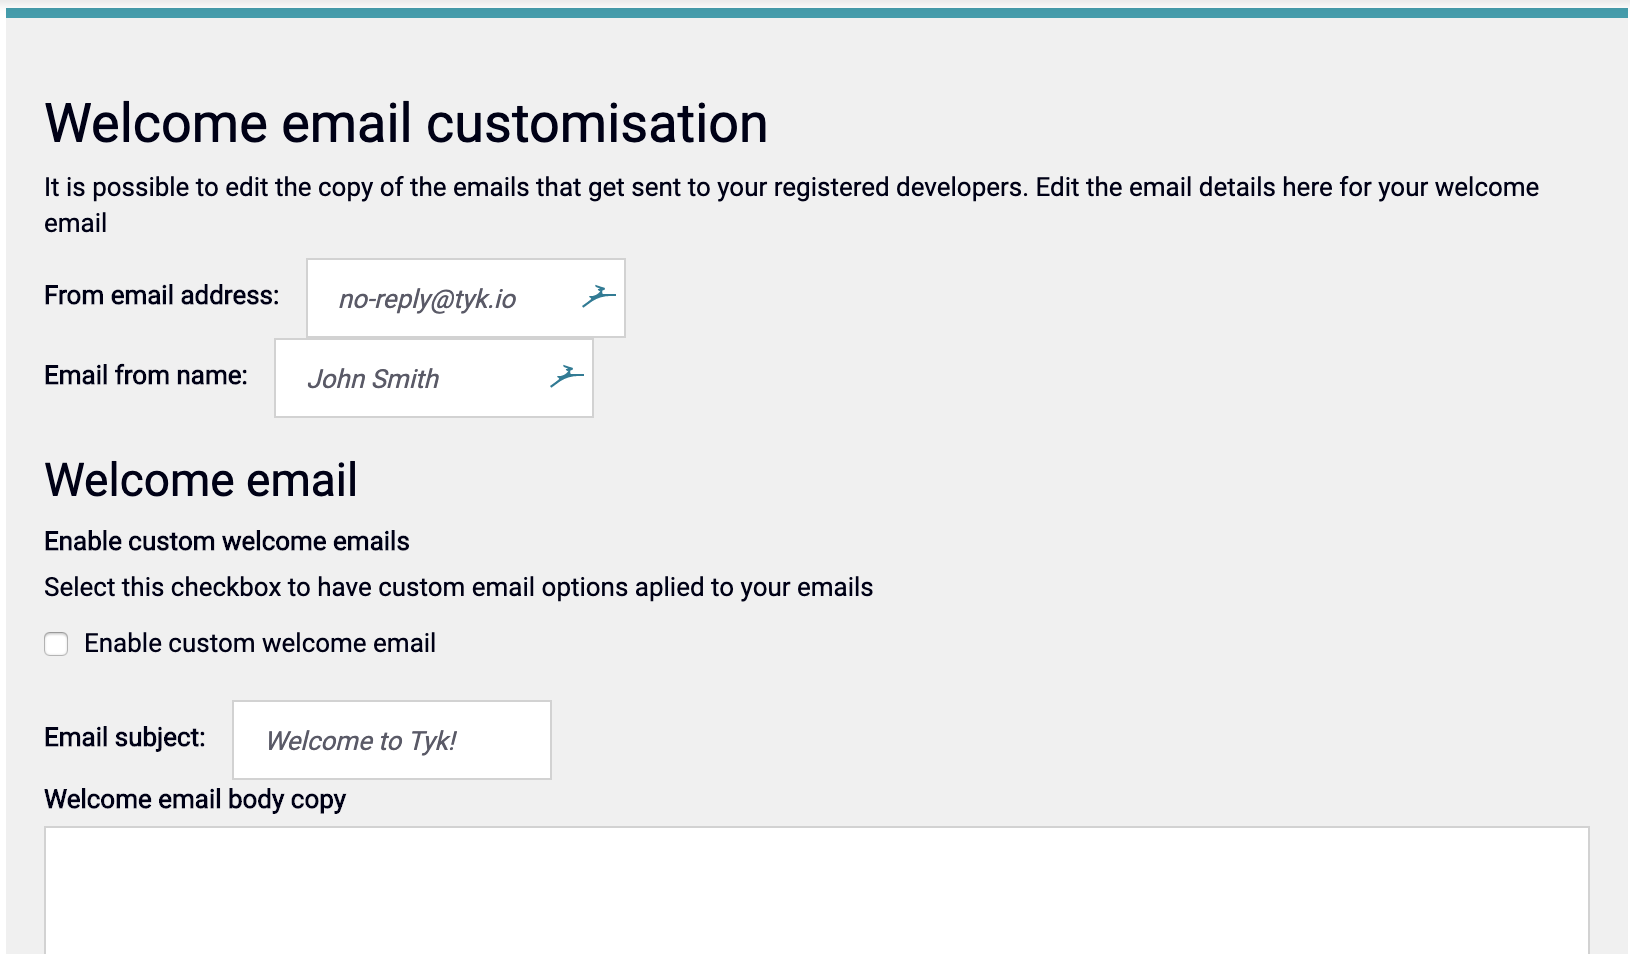 Welcome email customisation
It is possible to edit the copy of the emails that get sent to your registered developers. Edit the email details here for your welcome
email
From email address: no-reply@tyk.io
Email from name: John Smith
Welcome email
Enable custom welcome emails
Select this checkbox to have custom email options aplied to your emails
Enable custom welcome email
Email subject: Welcome to Tyk!
Welcome email body copy